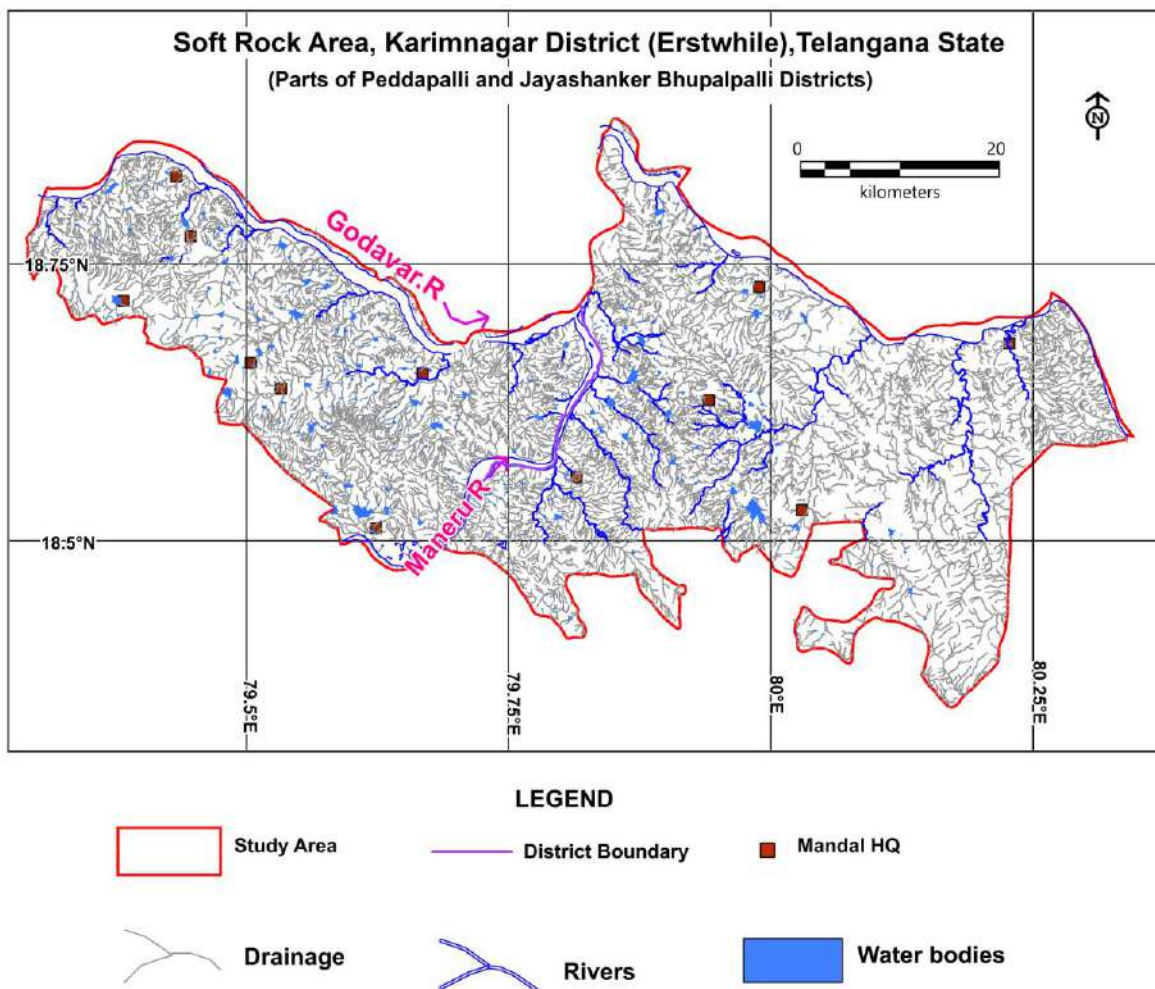 Soft Rock Area, Karimnagar District (Erstwhile),Telangana State
(Parts of Peddapalli and Jayashanker Bhupalpalli Districts)
N
0 20
kilometers
Godavar.R
18.75°N
Maneru R
18.5°N
79.5°E
79.75°E
80°E
80.25°E
LEGEND
Study Area
District Boundary
Mandal HQ
Drainage
Rivers
Water bodies